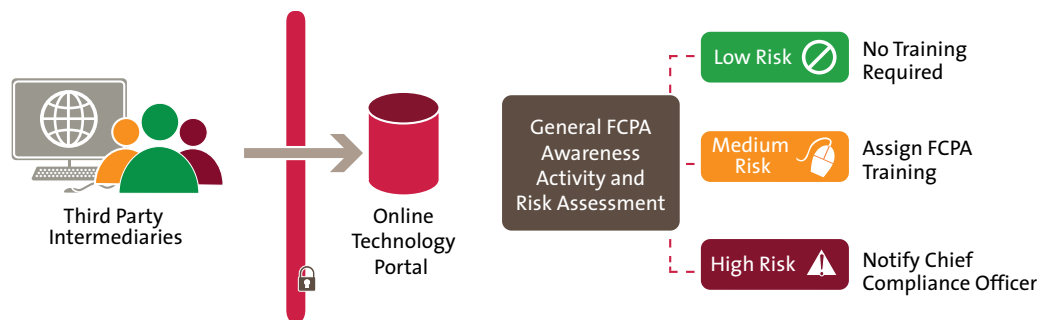 Third Party
Intermediaries
Online
Technology
Portal
General FCPA
Awareness
Activity and
Risk Assessment
Low Risk
No Training
Required
Medium
Risk
Assign FCPA
Training
High Risk
Notify Chief
Compliance Officer